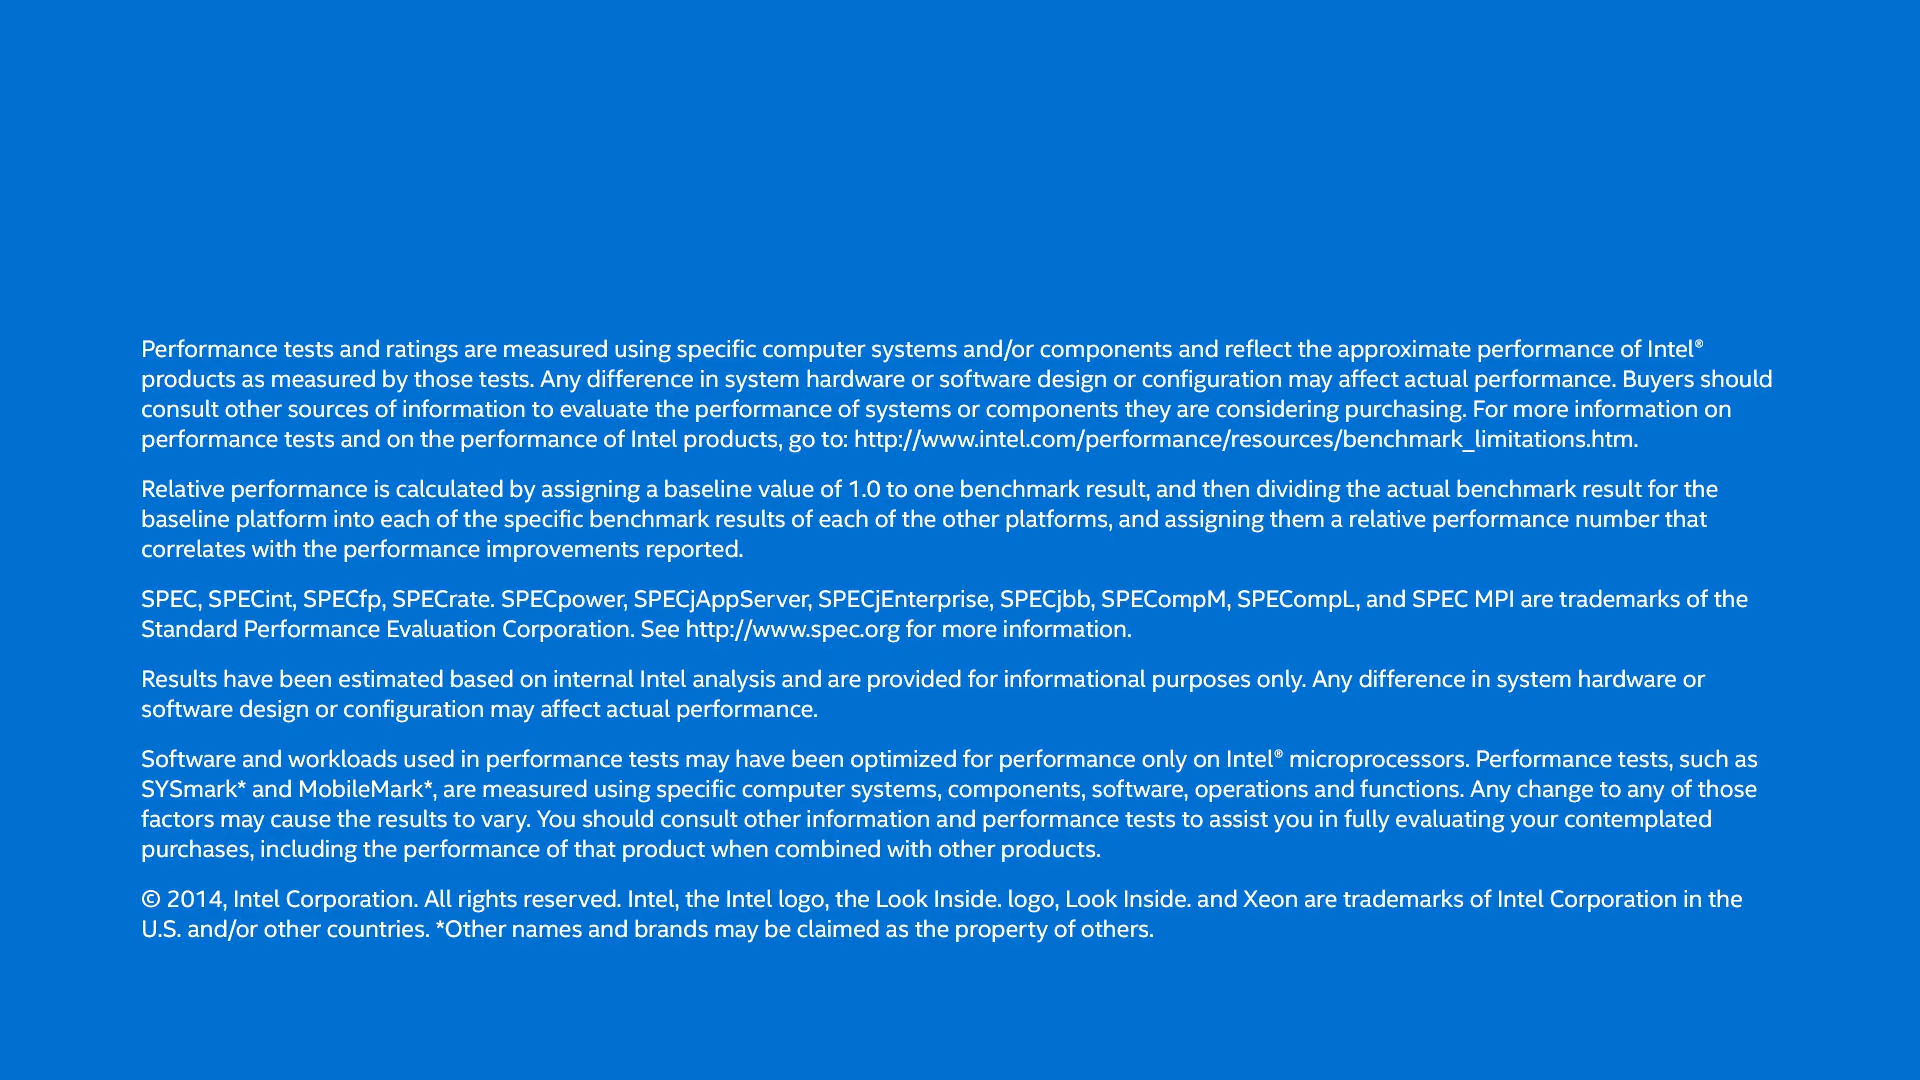 Performance tests and ratings are measured using specific computer systems and/or components and reflect the approximate performance of Intel®
products as measured by those tests. Any difference in system hardware or software design or configuration may affect actual performance. Buyers should
consult other sources of information to evaluate the performance of systems or components they are considering purchasing. For more information on
performance tests and on the performance of Intel products, go to: http://www.intel.com/performance/resources/benchmark_limitations.htm.
Relative performance is calculated by assigning a baseline value of 1.0 to one benchmark result, and then dividing the actual benchmark result for the
baseline platform into each of the specific benchmark results of each of the other platforms, and assigning them a relative performance number that
correlates with the performance improvements reported.
SPEC, SPECint, SPECfp, SPECrate. SPECpower, SPECjAppServer, SPECjEnterprise, SPECjbb, SPECompM, SPECompL, and SPEC MPI are trademarks of the
Standard Performance Evaluation Corporation. See http://www.spec.org for more information.
Results have been estimated based on internal Intel analysis and are provided for informational purposes only. Any difference in system hardware or
software design or configuration may affect actual performance.
Software and workloads used in performance tests may have been optimized for performance only on Intel® microprocessors. Performance tests, such as
SYSmark* and MobileMark*, are measured using specific computer systems, components, software, operations and functions. Any change to any of those
factors may cause the results to vary. You should consult other information and performance tests to assist you in fully evaluating your contemplated
purchases, including the performance of that product when combined with other products.
© 2014, Intel Corporation. All rights reserved. Intel, the Intel logo, the Look Inside. logo, Look Inside. and Xeon are trademarks of Intel Corporation in the
U.S. and/or other countries. *Other names and brands may be claimed as the property of others.